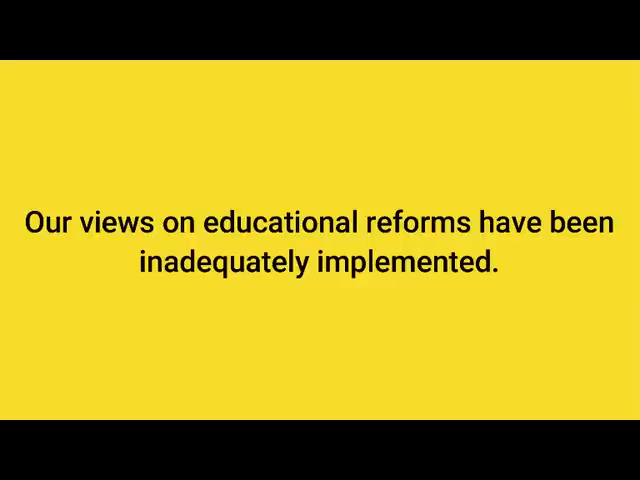 Our views on educational reforms have been
inadequately implemented.